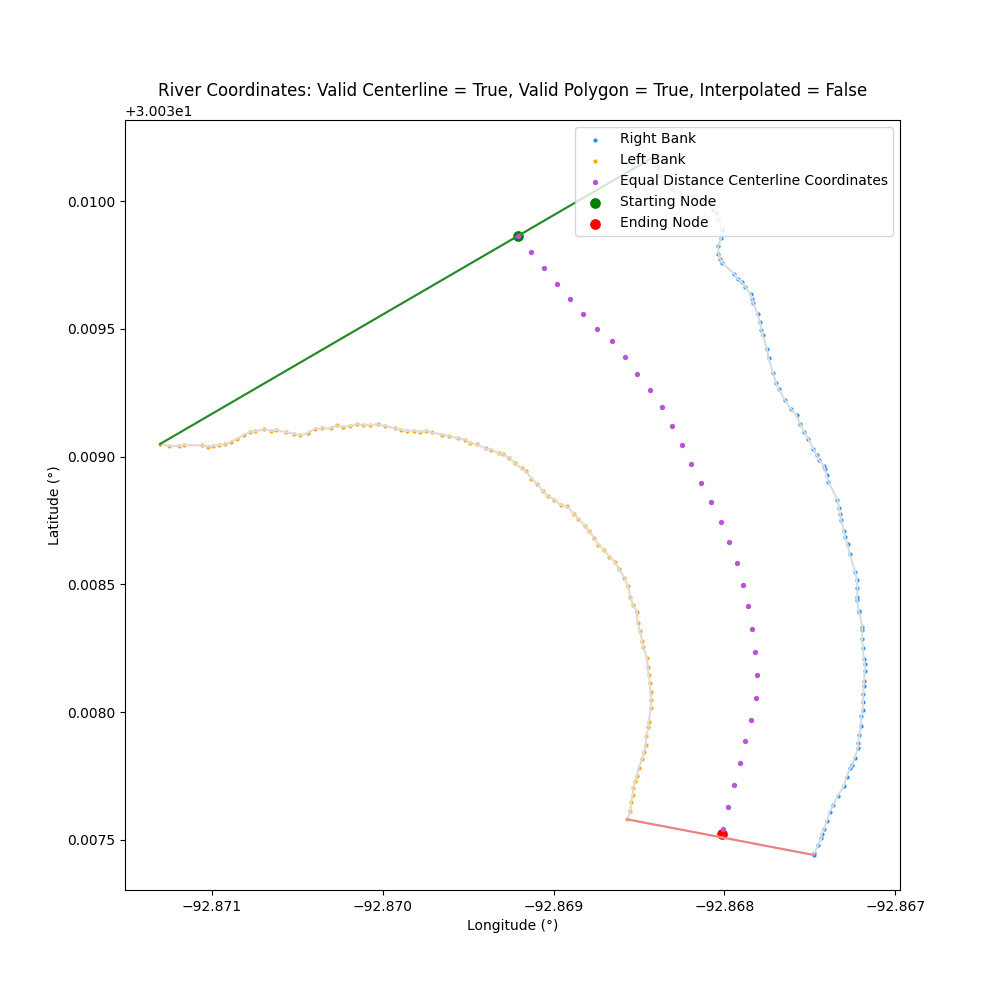 River Coordinates: Valid Centerline = True, Valid Polygon = True, Interpolated = False
+3.003e1
Right Bank
Left Bank
Equal Distance Centerline Coordinates
Starting Node
Ending Node
0.0100
0.0095
0.0090
0.0085
0.0080
0.0075
Latitude (°)
−92.871
−92.870
−92.869
−92.868
−92.867
Longitude (°)